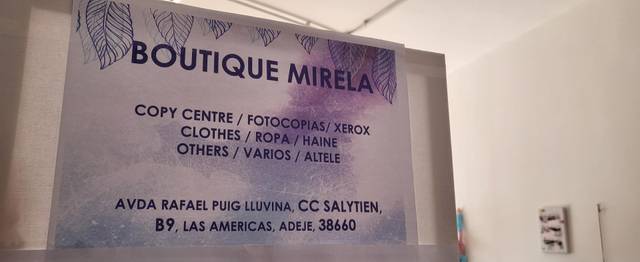 BOUTIQUE MIRELA
COPY CENTRE / FOTOCOPIAS/ XEROX
CLOTHES / ROPA / HAINE
OTHERS / VARIOS / ALTELE
AVDA RAFAEL PUIG LLUVINA, CC SALYTIEN,
B9, LAS AMERICAS, ADEJE, 38660